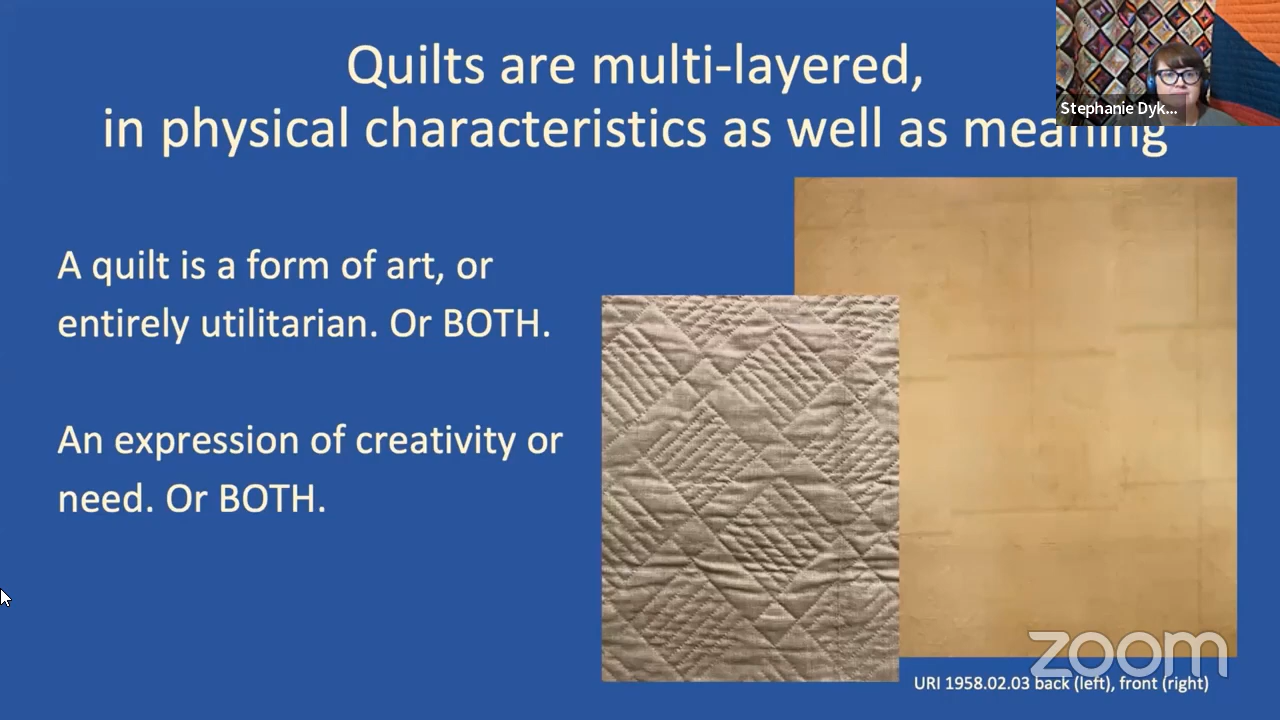 Quilts are multi-layered,
in physical characteristics as well as meaning
Stephanie Dyk...
A quilt is a form of art, or
entirely utilitarian. Or BOTH.
An expression of creativity or
need. Or BOTH.
zoom
URI 1958.02.03 back (left), front (right)